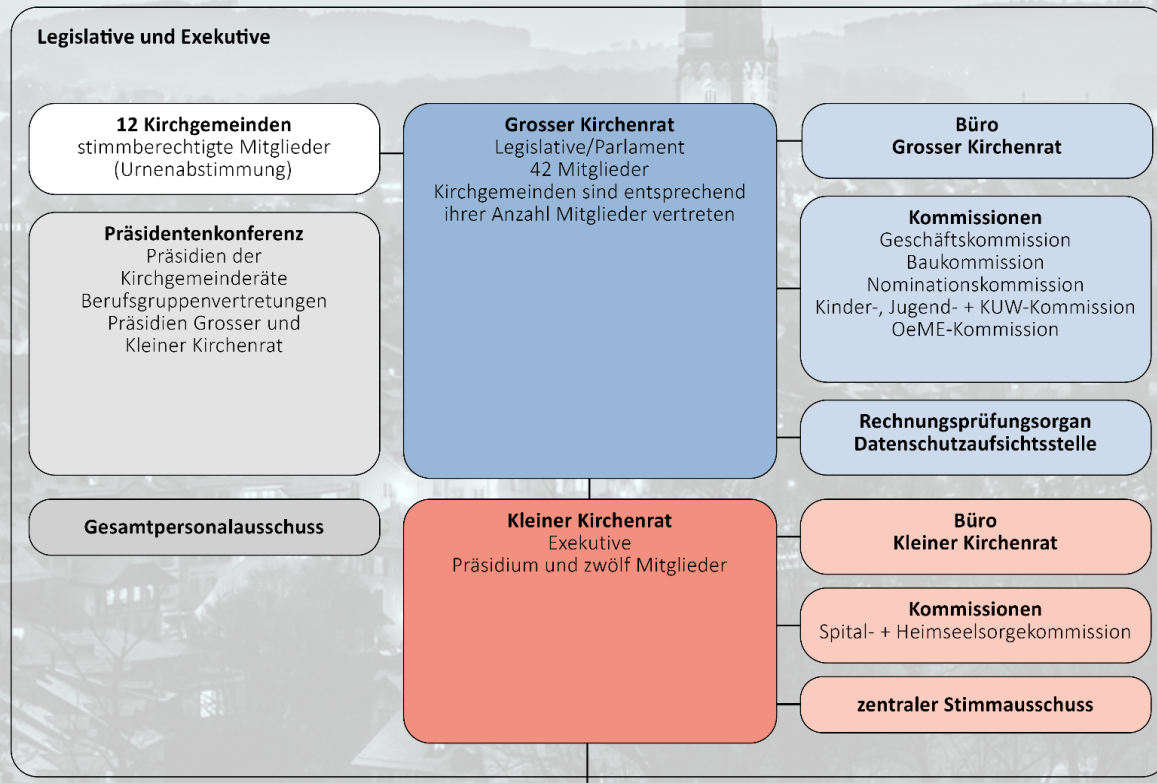 Legislative und Exekutive
12 Kirchgemeinden
stimmberechtigte Mitglieder
(Urnenabstimmung)
Präsidentenkonferenz
Präsidien der
Kirchgemeinderäte
Berufsgruppenvertretungen
Präsidien Grosser und
Kleiner Kirchenrat
Gesamtpersonalausschuss
Grosser Kirchenrat
Legislative/Parlament
42 Mitglieder
Kirchgemeinden sind entsprechend
ihrer Anzahl Mitglieder vertreten
Kleiner Kirchenrat
Exekutive
Präsidium und zwölf Mitglieder
Büro
Grosser Kirchenrat
Kommissionen
Geschäftskommission
Baukommission
Nominationskommission
Kinder-, Jugend- + KUW-Kommission
OeME-Kommission
Rechnungsprüfungsorgan
Datenschutzaufsichtsstelle
Büro
Kleiner Kirchenrat
Kommissionen
Spital- + Heimseelsorgekommission
zentraler Stimmausschuss